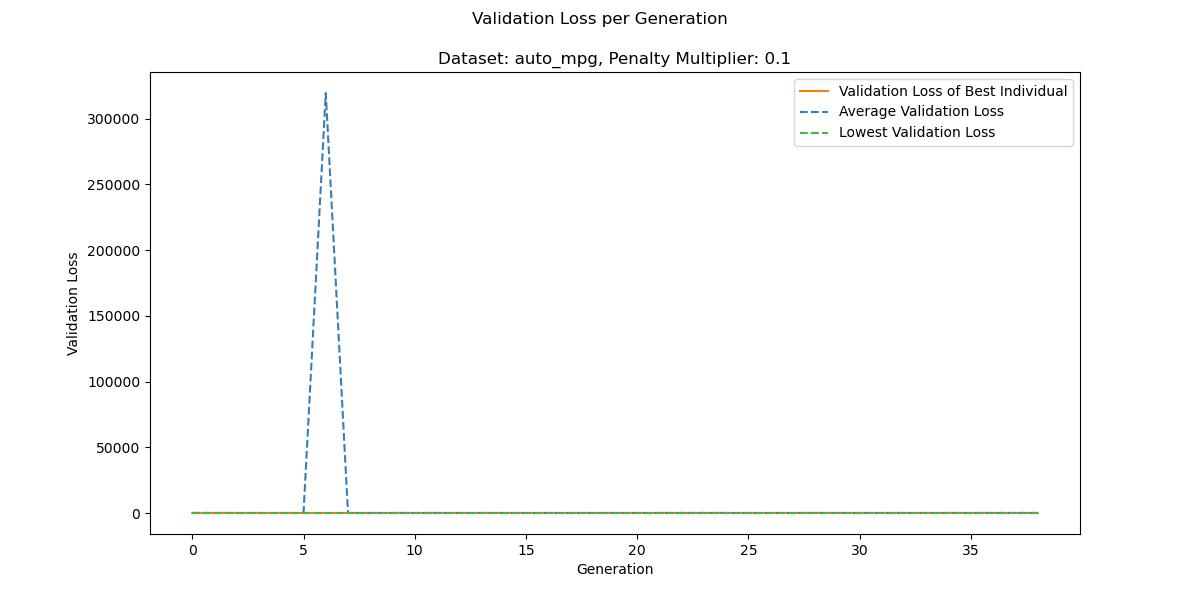 Validation Loss per Generation
Dataset: auto_mpg, Penalty Multiplier: 0.1
Validation Loss of Best Individual
Average Validation Loss
Lowest Validation Loss
300000
250000
200000
150000
100000
50000
0
Validation Loss
0 5 10 15 20 25 30 35
Generation